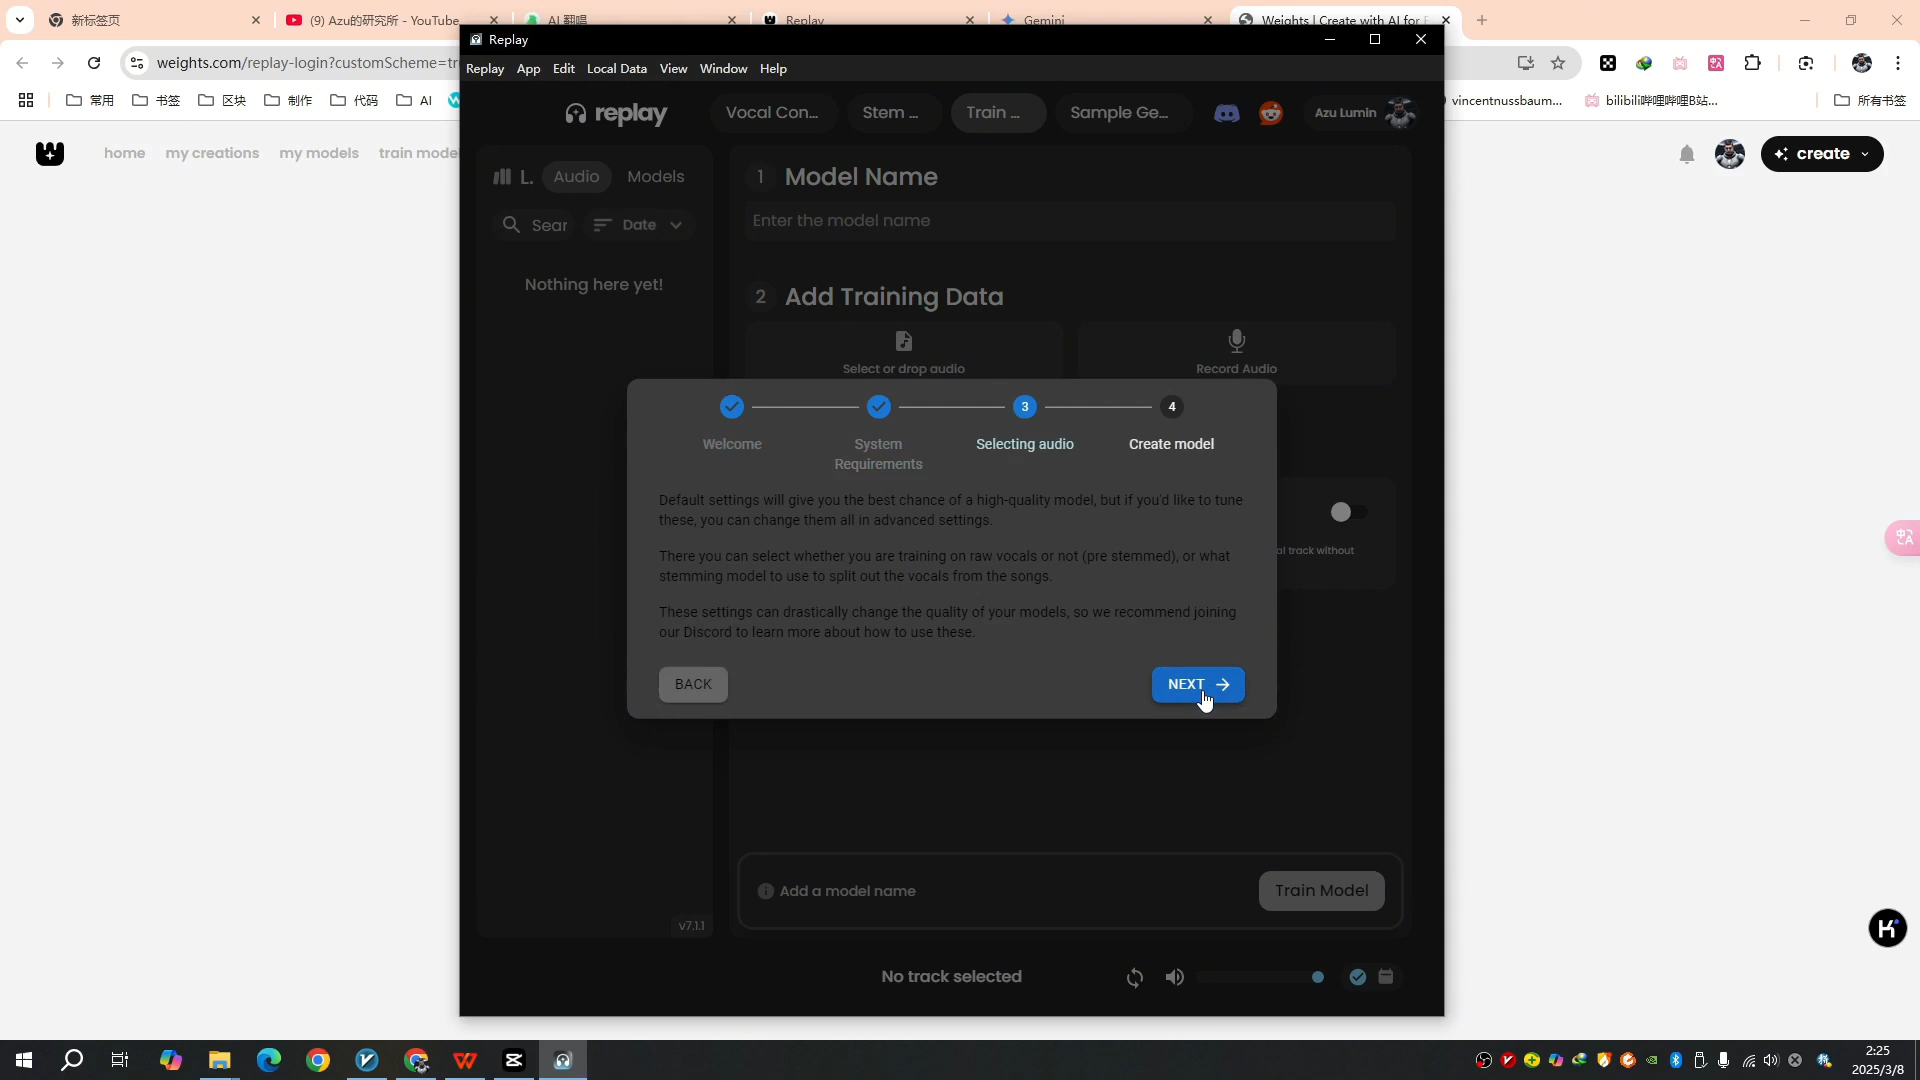 新标签页
(9) Azu的研究所 - YouTube
AI 翻唱
Replay
Gemini
Weights | Create with AI for F
weights.com/replay-login?customScheme=tr
常用
书签
区块
制作
代码
AI
vincentnussbaum...
bilibili哔哩哔哩B站...
所有书签
home
my creations
my models
train mode
create
Replay
Replay
App
Edit
Local Data
View
Window
Help
replay
Vocal Con...
Stem ...
Train ...
Sample Ge...
Azu Lumin
L.
Audio
Models
Sear
Date
Nothing here yet!
v7.1.1
1
Model Name
Enter the model name
2
Add Training Data
Select or drop audio
Record Audio
al track without
3
4
Welcome
System
Requirements
Selecting audio
Create model
Default settings will give you the best chance of a high-quality model, but if you'd like to tune
these, you can change them all in advanced settings.
There you can select whether you are training on raw vocals or not (pre stemmed), or what
stemming model to use to split out the vocals from the songs.
These settings can drastically change the quality of your models, so we recommend joining
our Discord to learn more about how to use these.
BACK
NEXT
Add a model name
Train Model
No track selected
2:25
2025/3/8